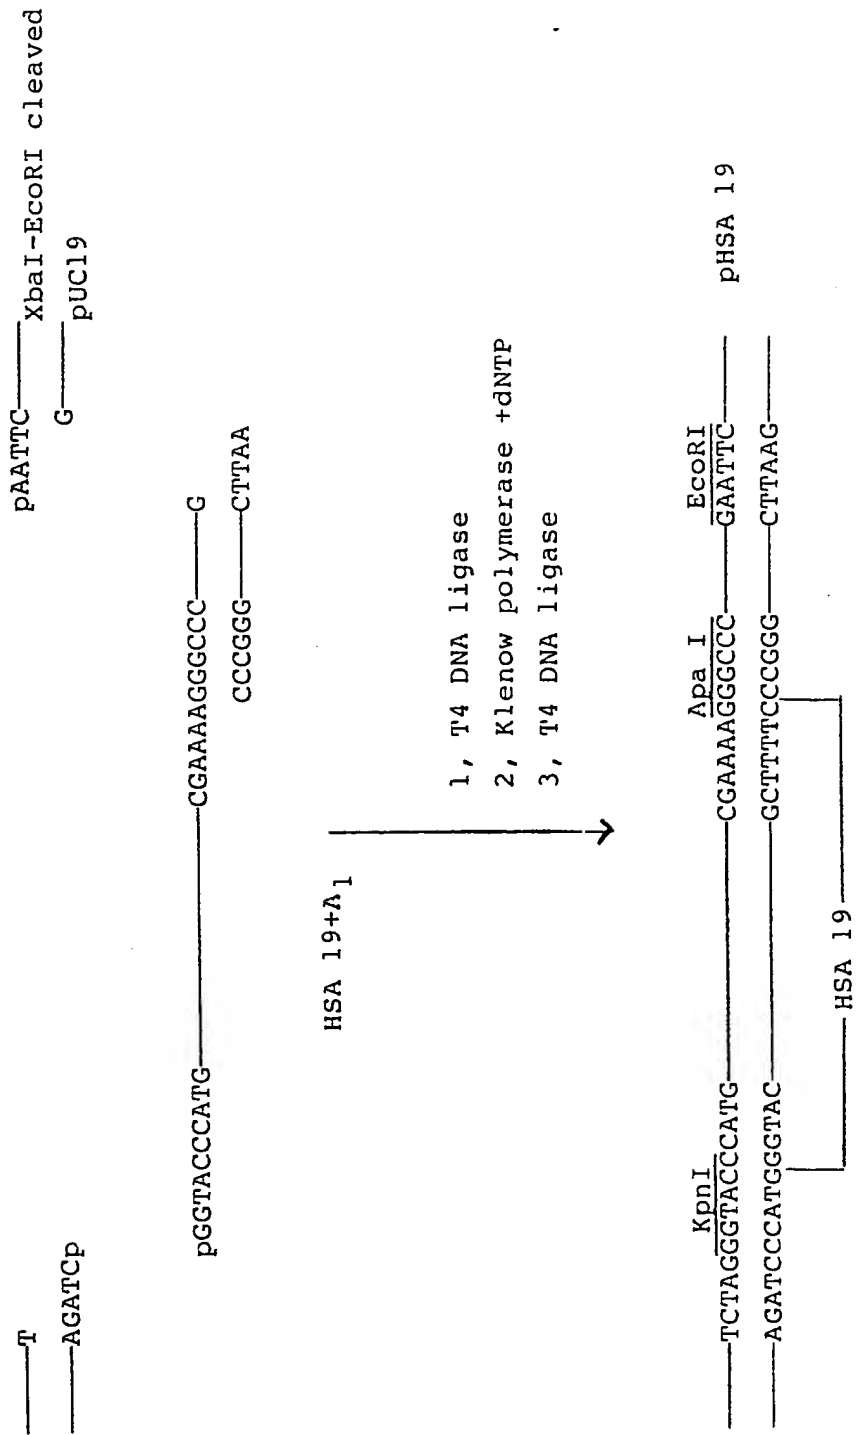 T pAATTC XbaI-EcoRI cleaved
AGATCp G pUC19
pGGTACCCATG CGAAAAGGGCCC G
CCCGGG CTTAA
HSA 19+A1
1, T4 DNA ligase
2, Klenow polymerase +dNTP
3, T4 DNA ligase
KpnI Apa I EcoRI
TCTAGGGTACCCATG CGAAAAGGGCCC GAATTC pHSA 19
AGATCCCATGGGTAC GCTTTTCCCGGG CTTAAG
HSA 19